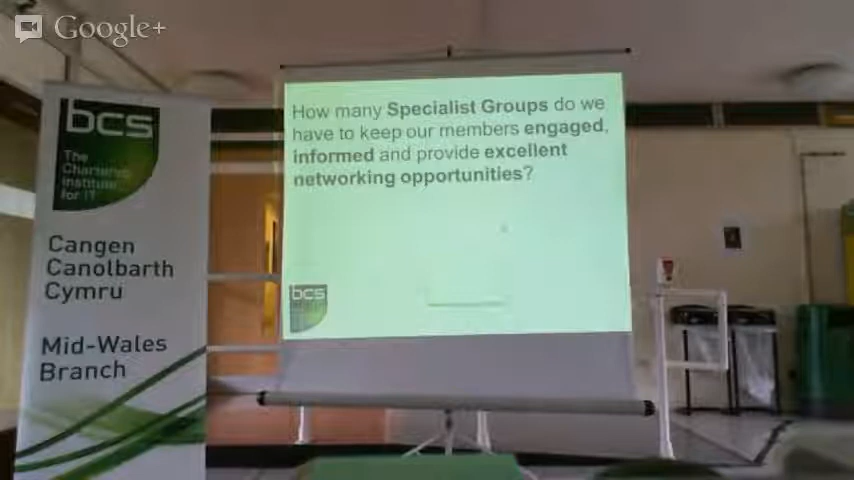 Google+
bcs
The
Chartered
Institute
for IT
Cangen
Canolbarth
Cymru
Mid-Wales
Branch
How many Specialist Groups do we
have to keep our members engaged,
informed and provide excellent
networking opportunities?
bcs